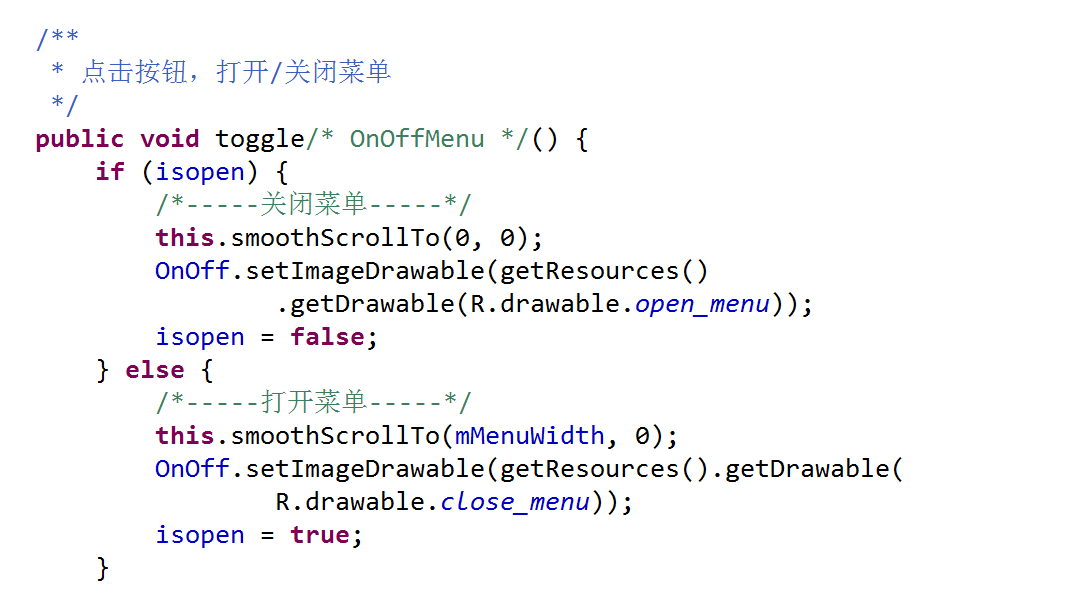 /**
 * 点击按钮，打开/关闭菜单
 */
public void toggle/* OnOffMenu */() {
    if (isopen) {
        /*-----关闭菜单-----*/
        this.smoothScrollTo(0, 0);
        OnOff.setImageDrawable(getResources()
                .getDrawable(R.drawable.open_menu));
        isopen = false;
    } else {
        /*-----打开菜单-----*/
        this.smoothScrollTo(mMenuWidth, 0);
        OnOff.setImageDrawable(getResources().getDrawable(
                R.drawable.close_menu));
        isopen = true;
    }